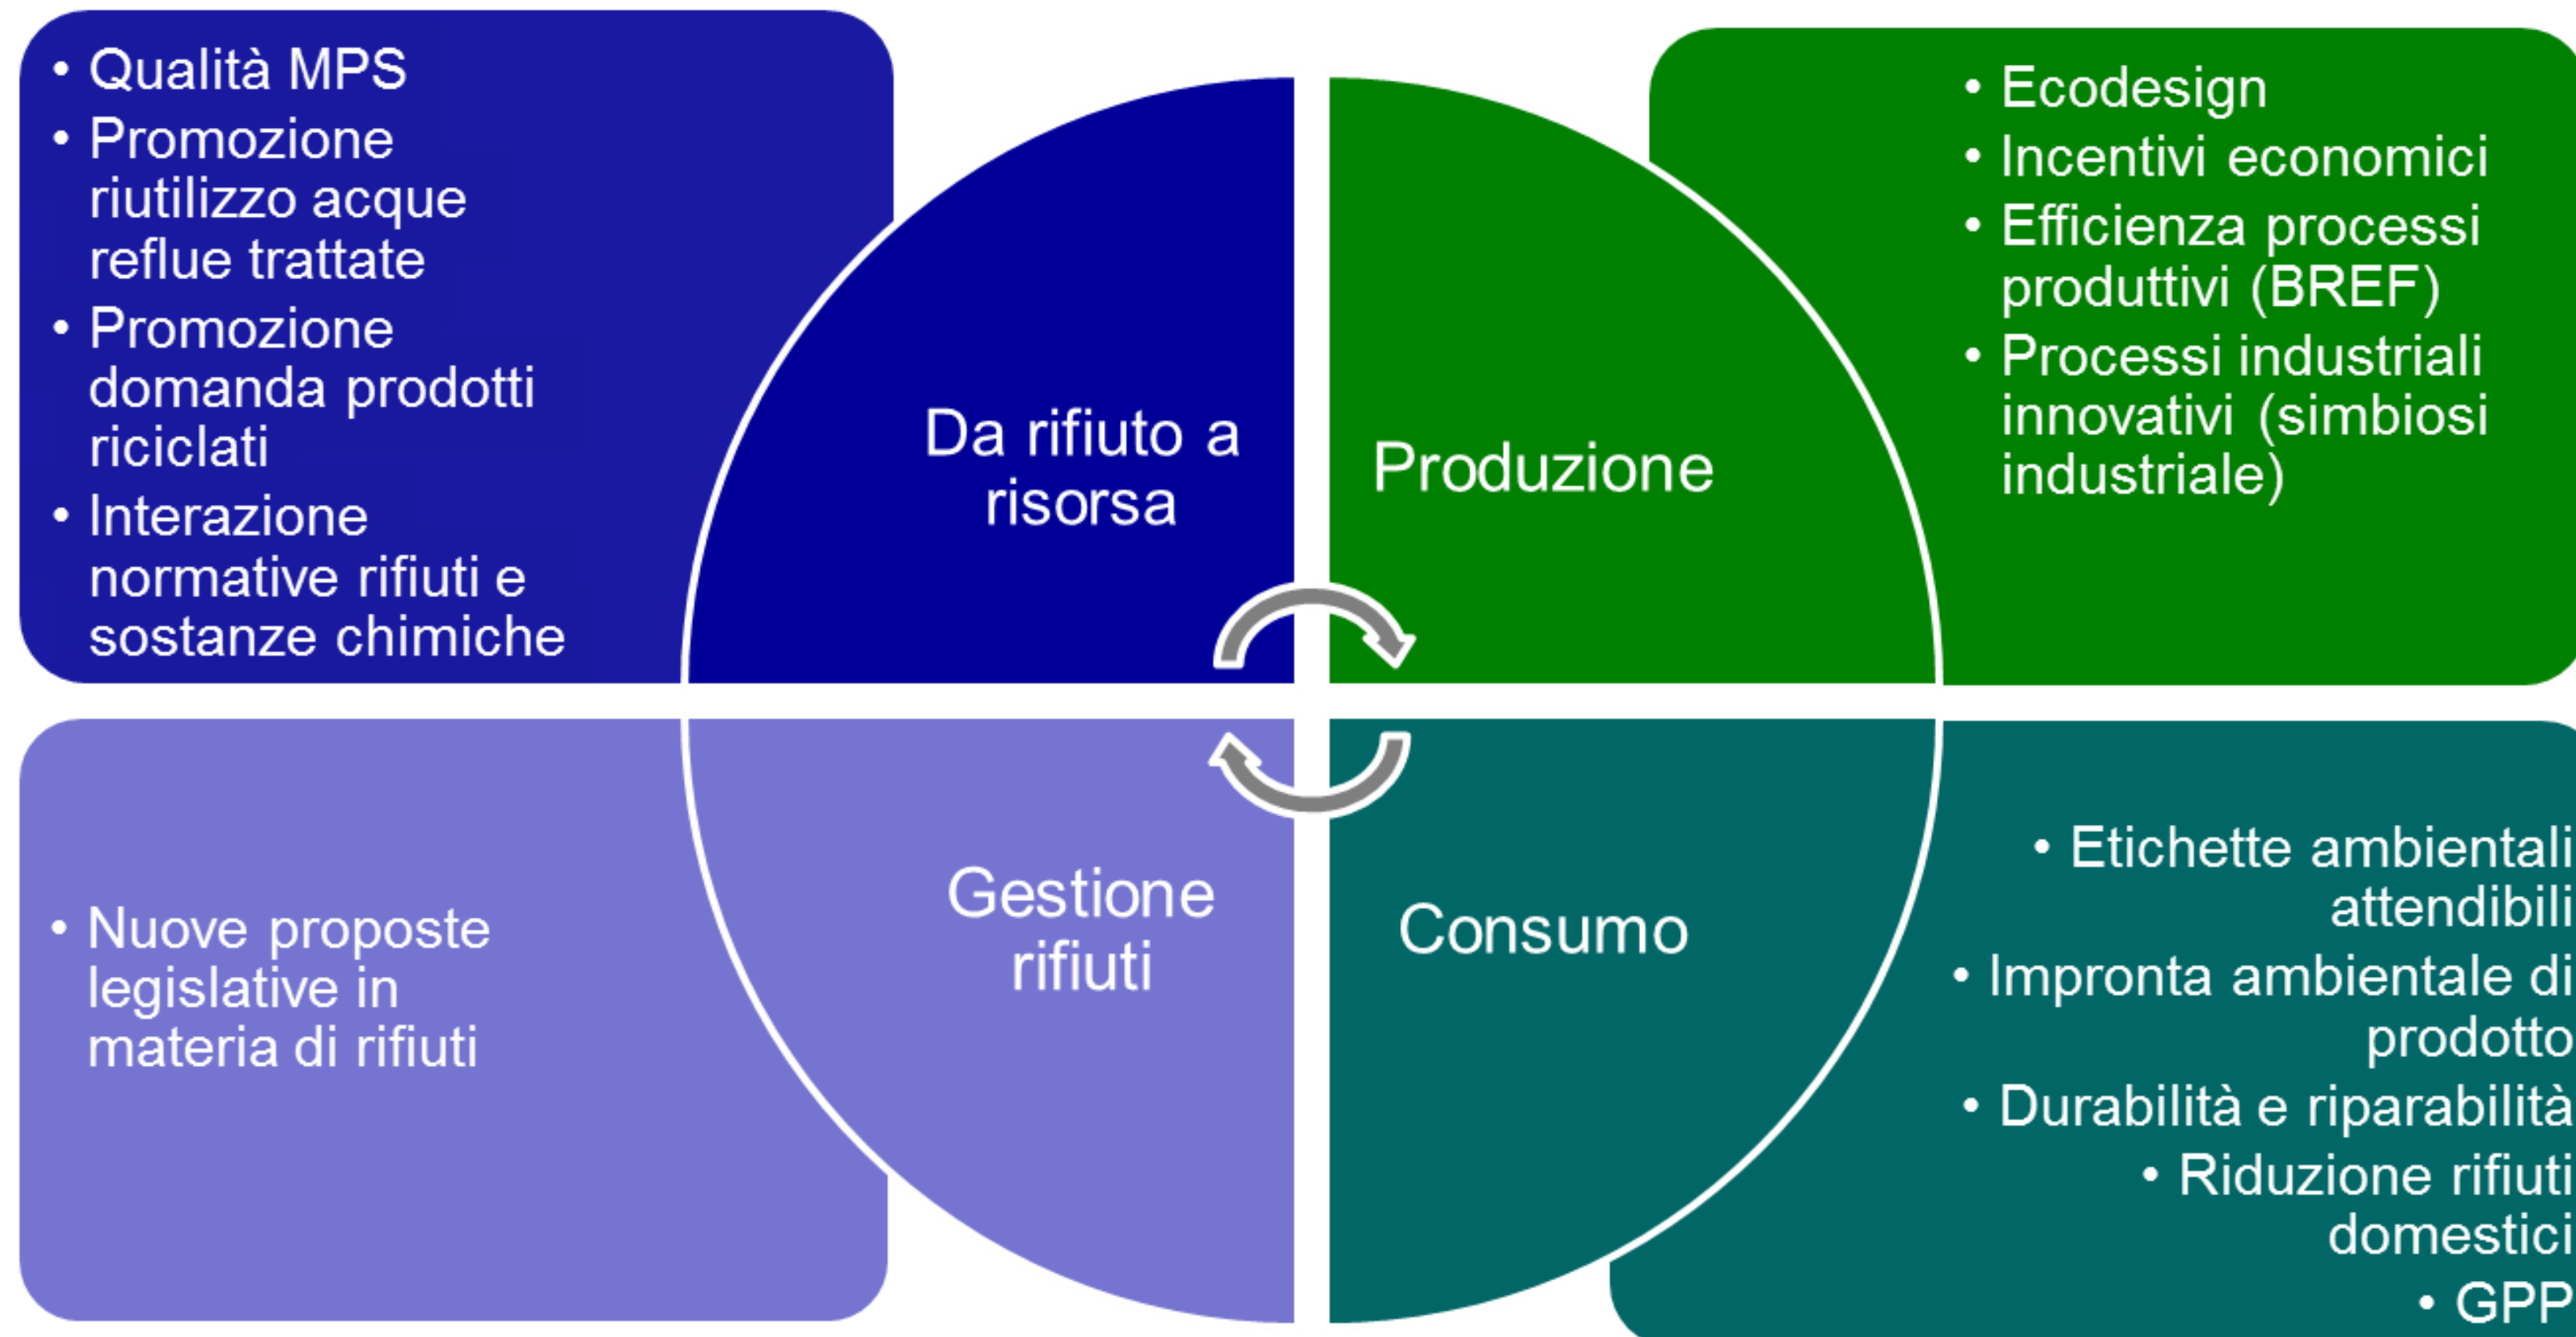 • Qualità MPS
• Promozione
riutilizzo acque
reflue trattate
• Promozione
domanda prodotti
riciclati
• Interazione
normative rifiuti e
sostanze chimiche
Da rifiuto a
risorsa
Produzione
• Ecodesign
• Incentivi economici
• Efficienza processi
produttivi (BREF)
• Processi industriali
innovativi (simbiosi
industriale)
• Nuove proposte
legislative in
materia di rifiuti
Gestione
rifiuti
Consumo
• Etichette ambientali
attendibili
• Impronta ambientale di
prodotto
• Durabilità e riparabilità
• Riduzione rifiuti
domestici
• GPP